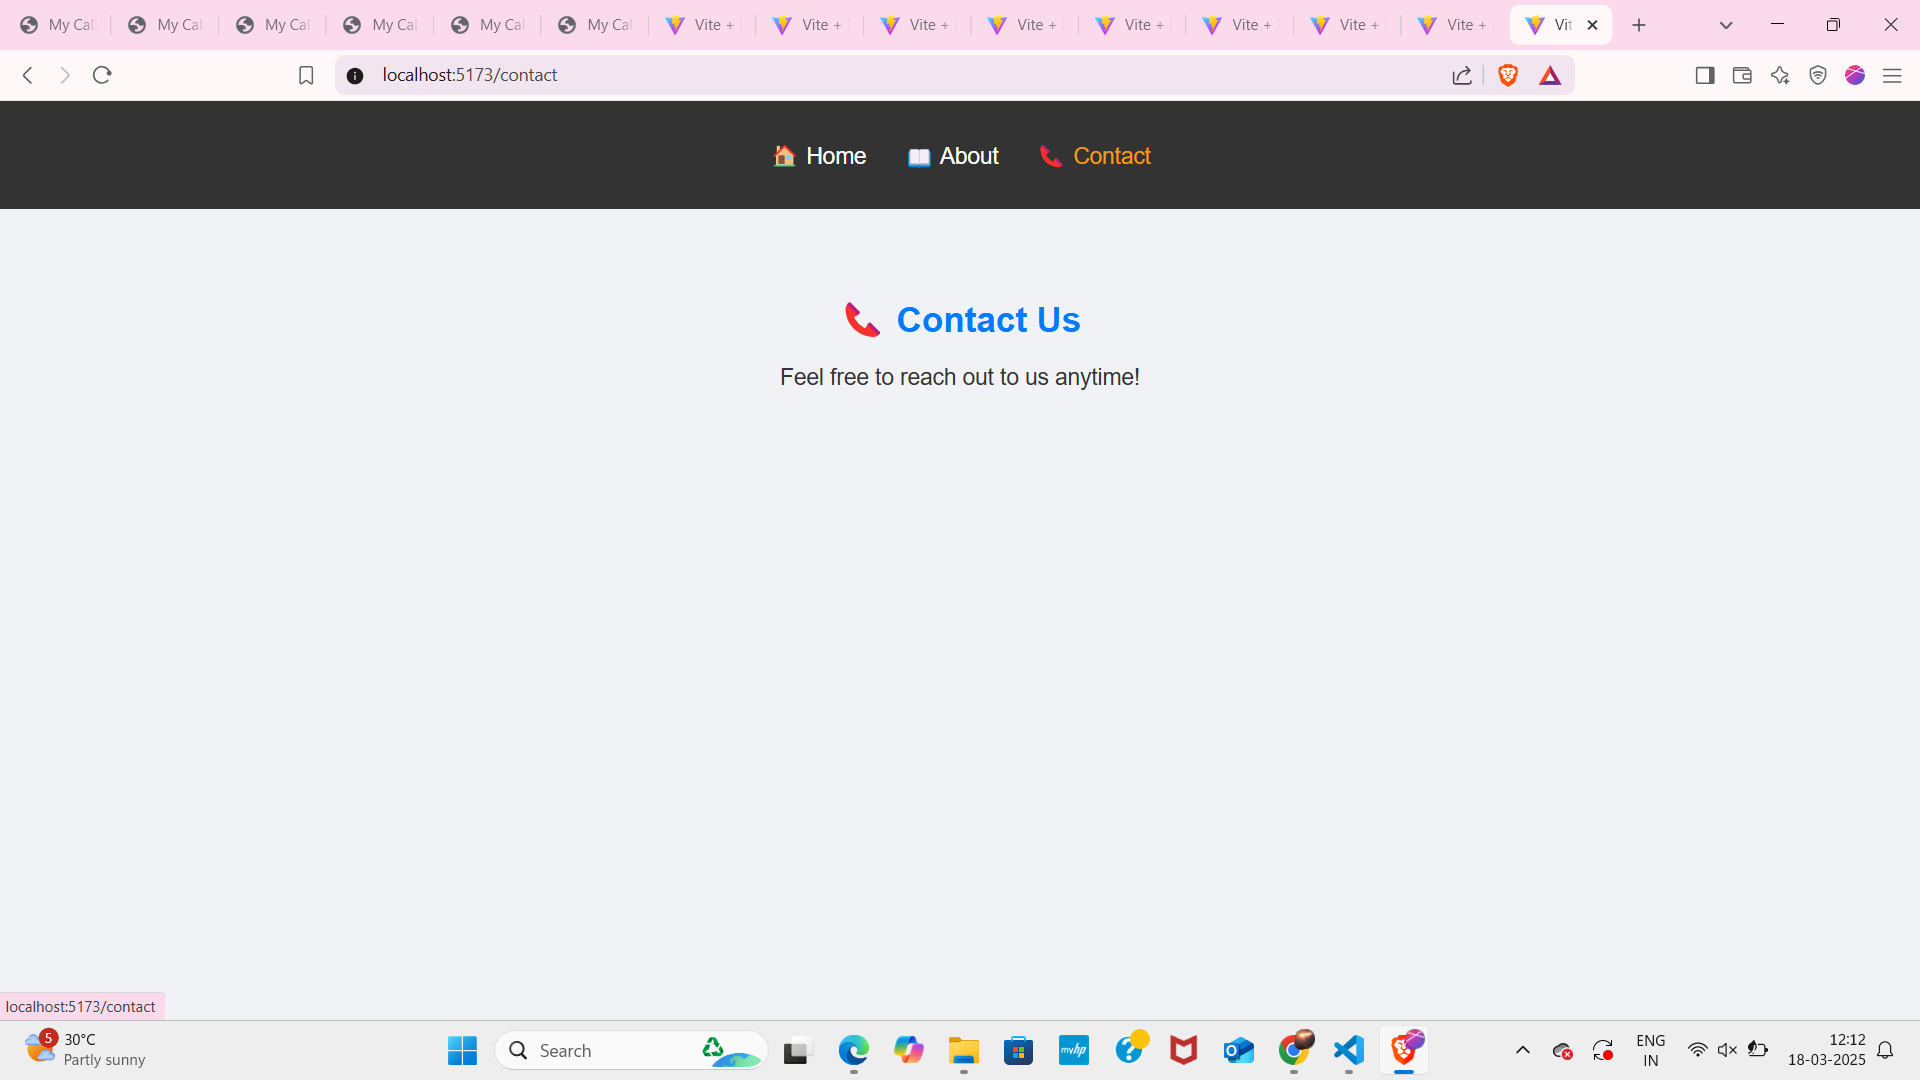 My Cal
My Cal
My Cal
My Cal
My Cal
My Cal
Vite +
Vite +
Vite +
Vite +
Vite +
Vite +
Vite +
Vite +
Vit
localhost:5173/contact
Home
About
Contact
Contact Us
Feel free to reach out to us anytime!
localhost:5173/contact
5
30°C
Partly sunny
Search
myhp
ENG
IN
12:12
18-03-2025